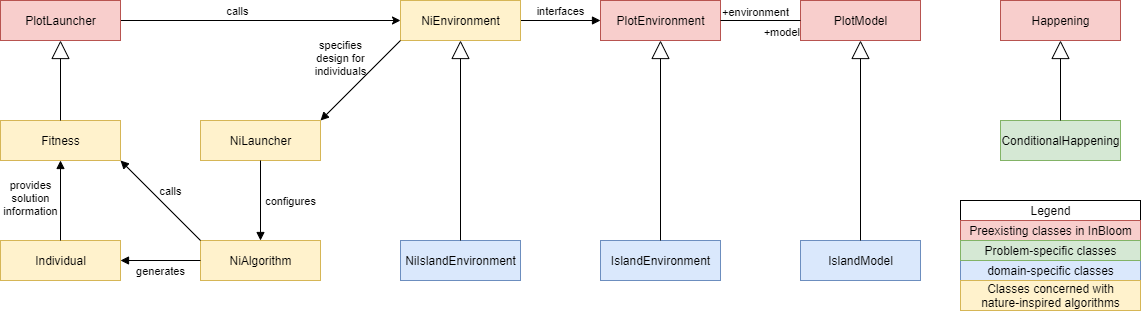 PlotLauncher
calls
NiEnvironment
interfaces
PlotEnvironment
+environment
+model
PlotModel
Happening
specifies
design for
individuals
Fitness
NiLauncher
ConditionalHappening
provides
solution
information
calls
configures
Individual
generates
NiAlgorithm
NiIslandEnvironment
IslandEnvironment
IslandModel
Legend
Preexisting classes in InBloom
Problem-specific classes
domain-specific classes
Classes concerned with
nature-inspired algorithms